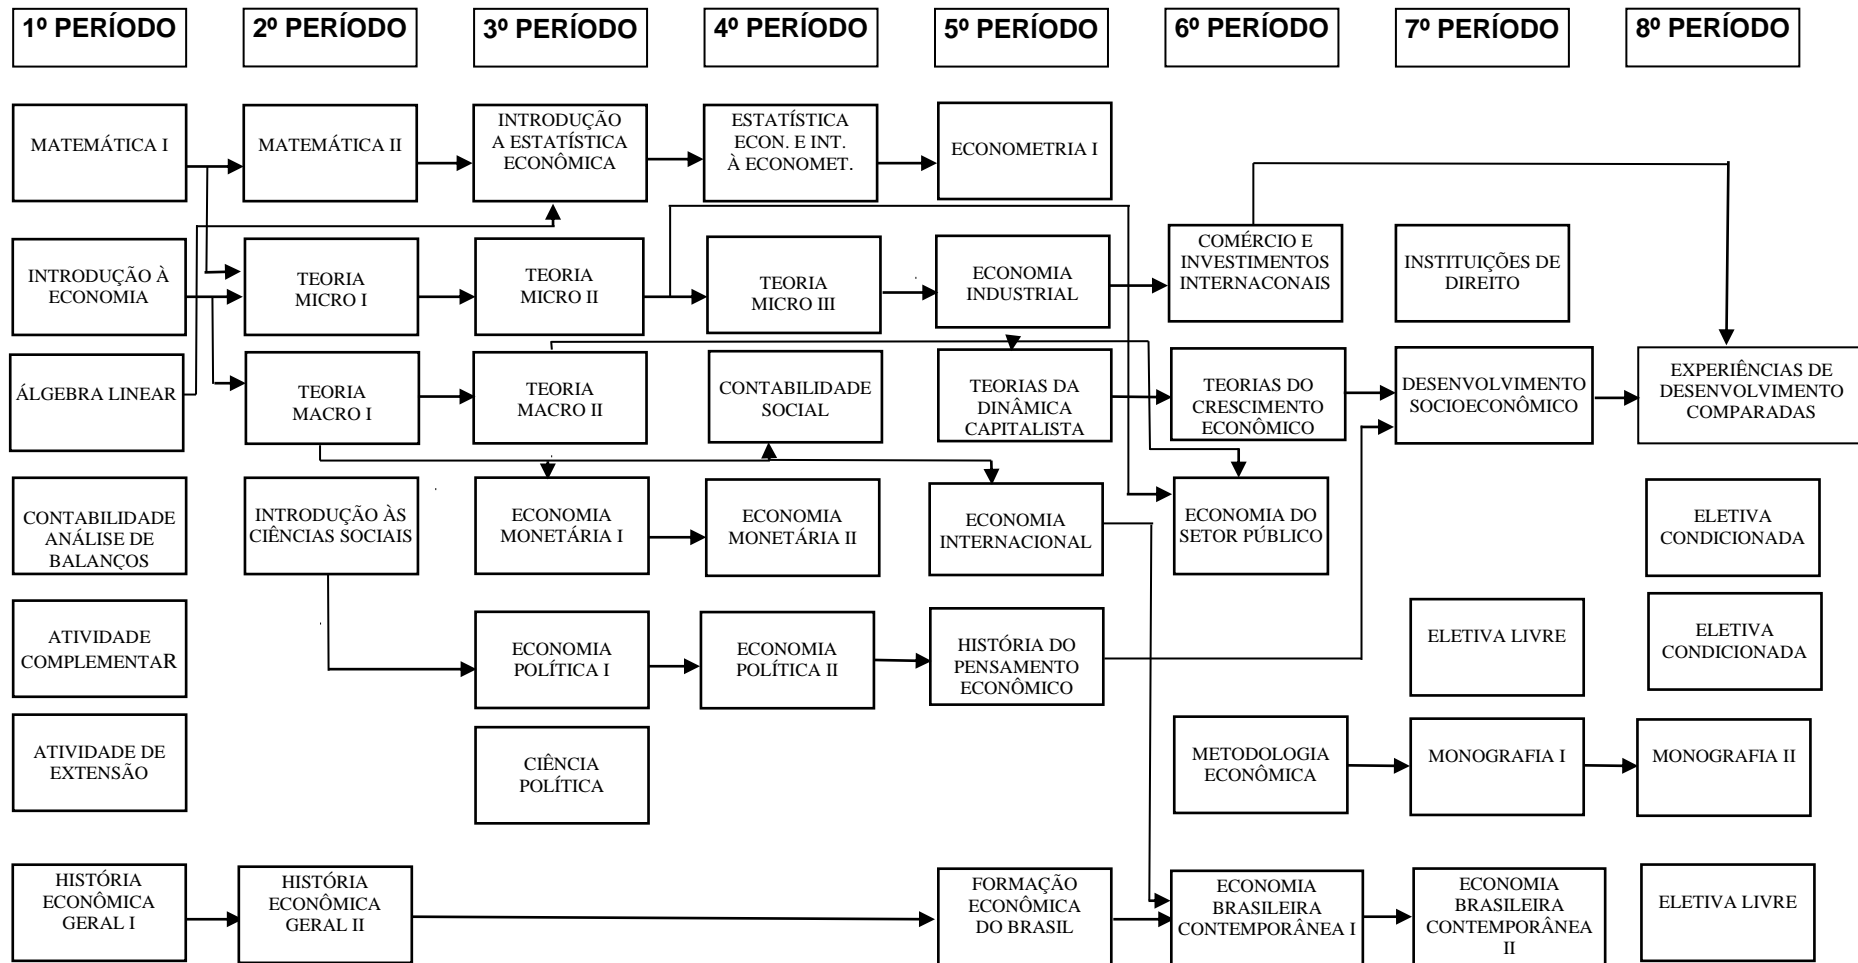 1º PERÍODO
2º PERÍODO
3º PERÍODO
4º PERÍODO
5º PERÍODO
6º PERÍODO
7º PERÍODO
8º PERÍODO
MATEMÁTICA I
MATEMÁTICA II
INTRODUÇÃO
A ESTATÍSTICA
ECONÔMICA
ESTATÍSTICA
ECON. E INT.
À ECONOMET.
ECONOMETRIA I
INTRODUÇÃO À
ECONOMIA
TEORIA
MICRO I
TEORIA
MICRO II
TEORIA
MICRO III
ECONOMIA
INDUSTRIAL
COMÉRCIO E
INVESTIMENTOS
INTERNACONAIS
INSTITUIÇÕES DE
DIREITO
ÁLGEBRA LINEAR
TEORIA
MACRO I
TEORIA
MACRO II
CONTABILIDADE
SOCIAL
TEORIAS DA
DINÂMICA
CAPITALISTA
TEORIAS DO
CRESCIMENTO
ECONÔMICO
DESENVOLVIMENTO
SOCIOECONÔMICO
EXPERIÊNCIAS DE
DESENVOLVIMENTO
COMPARADAS
CONTABILIDADE
ANÁLISE DE
BALANÇOS
INTRODUÇÃO ÀS
CIÊNCIAS SOCIAIS
ECONOMIA
MONETÁRIA I
ECONOMIA
MONETÁRIA II
ECONOMIA
INTERNACIONAL
ECONOMIA DO
SETOR PÚBLICO
ELETIVA
CONDICIONADA
ATIVIDADE
COMPLEMENTAR
ECONOMIA
POLÍTICA I
ECONOMIA
POLÍTICA II
HISTÓRIA DO
PENSAMENTO
ECONÔMICO
ELETIVA LIVRE
ELETIVA
CONDICIONADA
ATIVIDADE DE
EXTENSÃO
CIÊNCIA
POLÍTICA
METODOLOGIA
ECONÔMICA
MONOGRAFIA I
MONOGRAFIA II
HISTÓRIA
ECONÔMICA
GERAL I
HISTÓRIA
ECONÔMICA
GERAL II
FORMAÇÃO
ECONÔMICA
DO BRASIL
ECONOMIA
BRASILEIRA
CONTEMPORÂNEA I
ECONOMIA
BRASILEIRA
CONTEMPORÂNEA
II
ELETIVA LIVRE